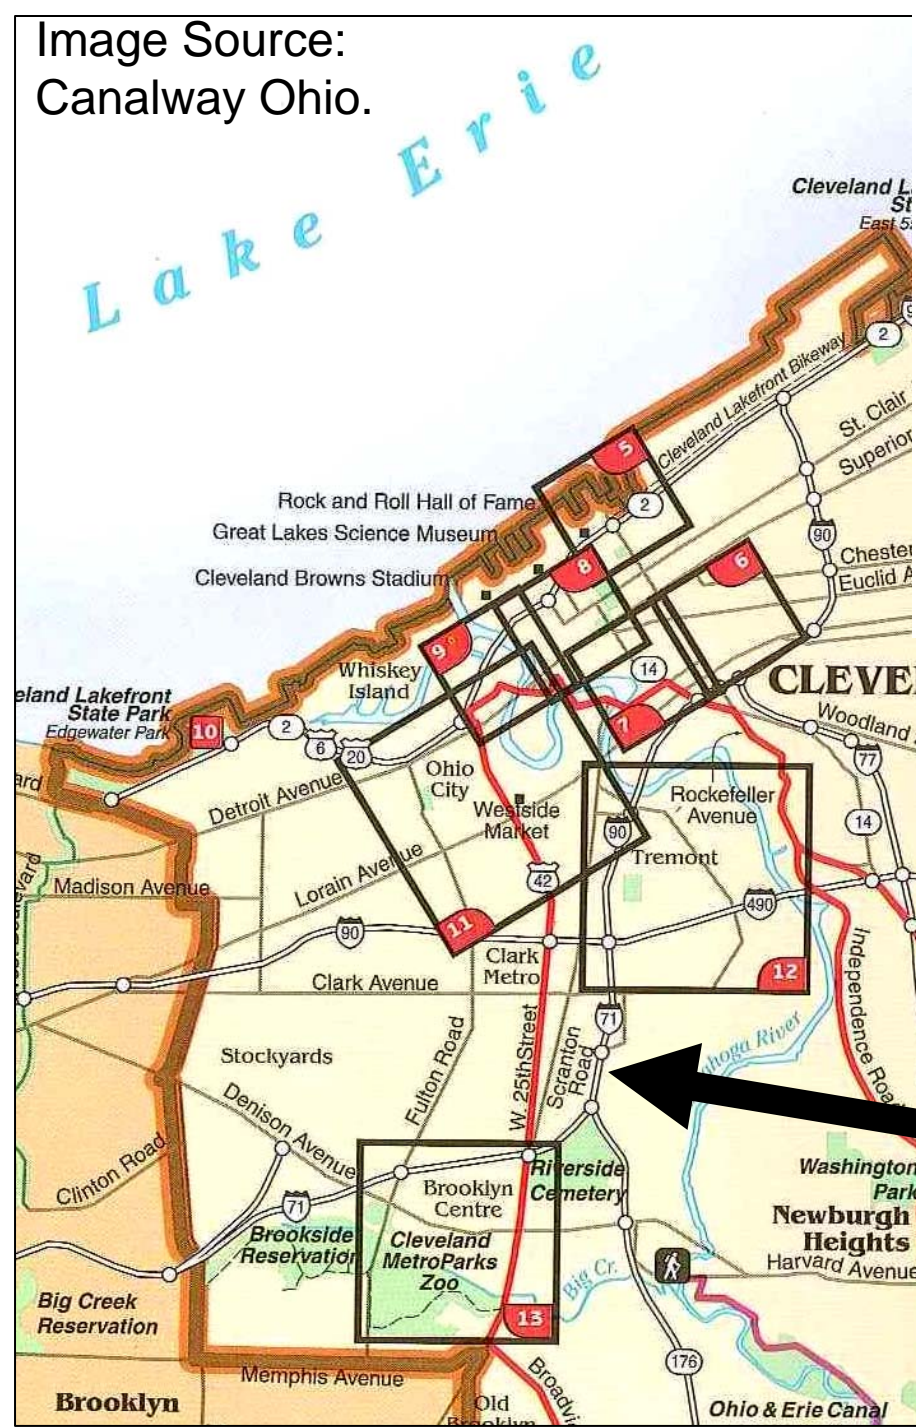 Image Source:
Canalway Ohio.
Lake Erie
Cleveland L
St
East 5
2
Cleveland Lakefront Bikeway
St. Clair
Superior
5
Rock and Roll Hall of Fame
2
Great Lakes Science Museum
90
Chester
8
6
Cleveland Browns Stadium
Euclid A
9
Whiskey
Island
14
CLEVE
eland Lakefront
State Park
Edgewater Park
10
2
6
20
7
Woodland
77
ard
Ohio
City
Detroit Avenue
Rockefeller
Avenue
Westside
Market
14
90
Tremont
Lorain Avenue
42
Madison Avenue
490
11
90
Clark
Metro
12
Clark Avenue
Independence Road
71
Stockyards
Fulton Road
W. 25thStreet
Scranton
Road
ahoga River
Denison Avenue
Clinton Road
Riverside
Cemetery
Washington
Park
71
Brooklyn
Centre
Newburgh
Heights
Brookside
Reservation
Cleveland
MetroParks
Zoo
Harvard Avenue
Big Cr.
Big Creek
Reservation
13
176
Memphis Avenue
Broadvi
Brooklyn
Old
Brooklyn
Ohio & Erie Canal